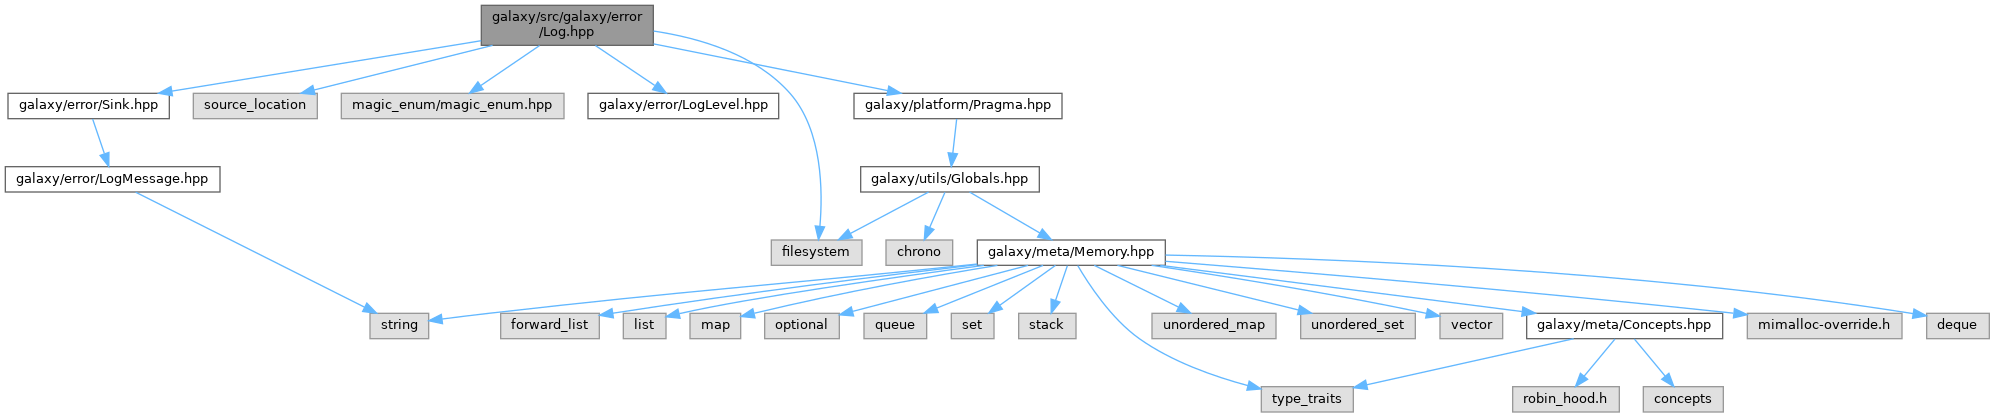 galaxy/src/galaxy/error
/Log.hpp
galaxy/error/Sink.hpp
source_location
magic_enum/magic_enum.hpp
galaxy/error/LogLevel.hpp
galaxy/platform/Pragma.hpp
galaxy/error/LogMessage.hpp
galaxy/utils/Globals.hpp
filesystem
chrono
galaxy/meta/Memory.hpp
string
forward_list
list
map
optional
queue
set
stack
unordered_map
unordered_set
vector
galaxy/meta/Concepts.hpp
mimalloc-override.h
deque
type_traits
robin_hood.h
concepts